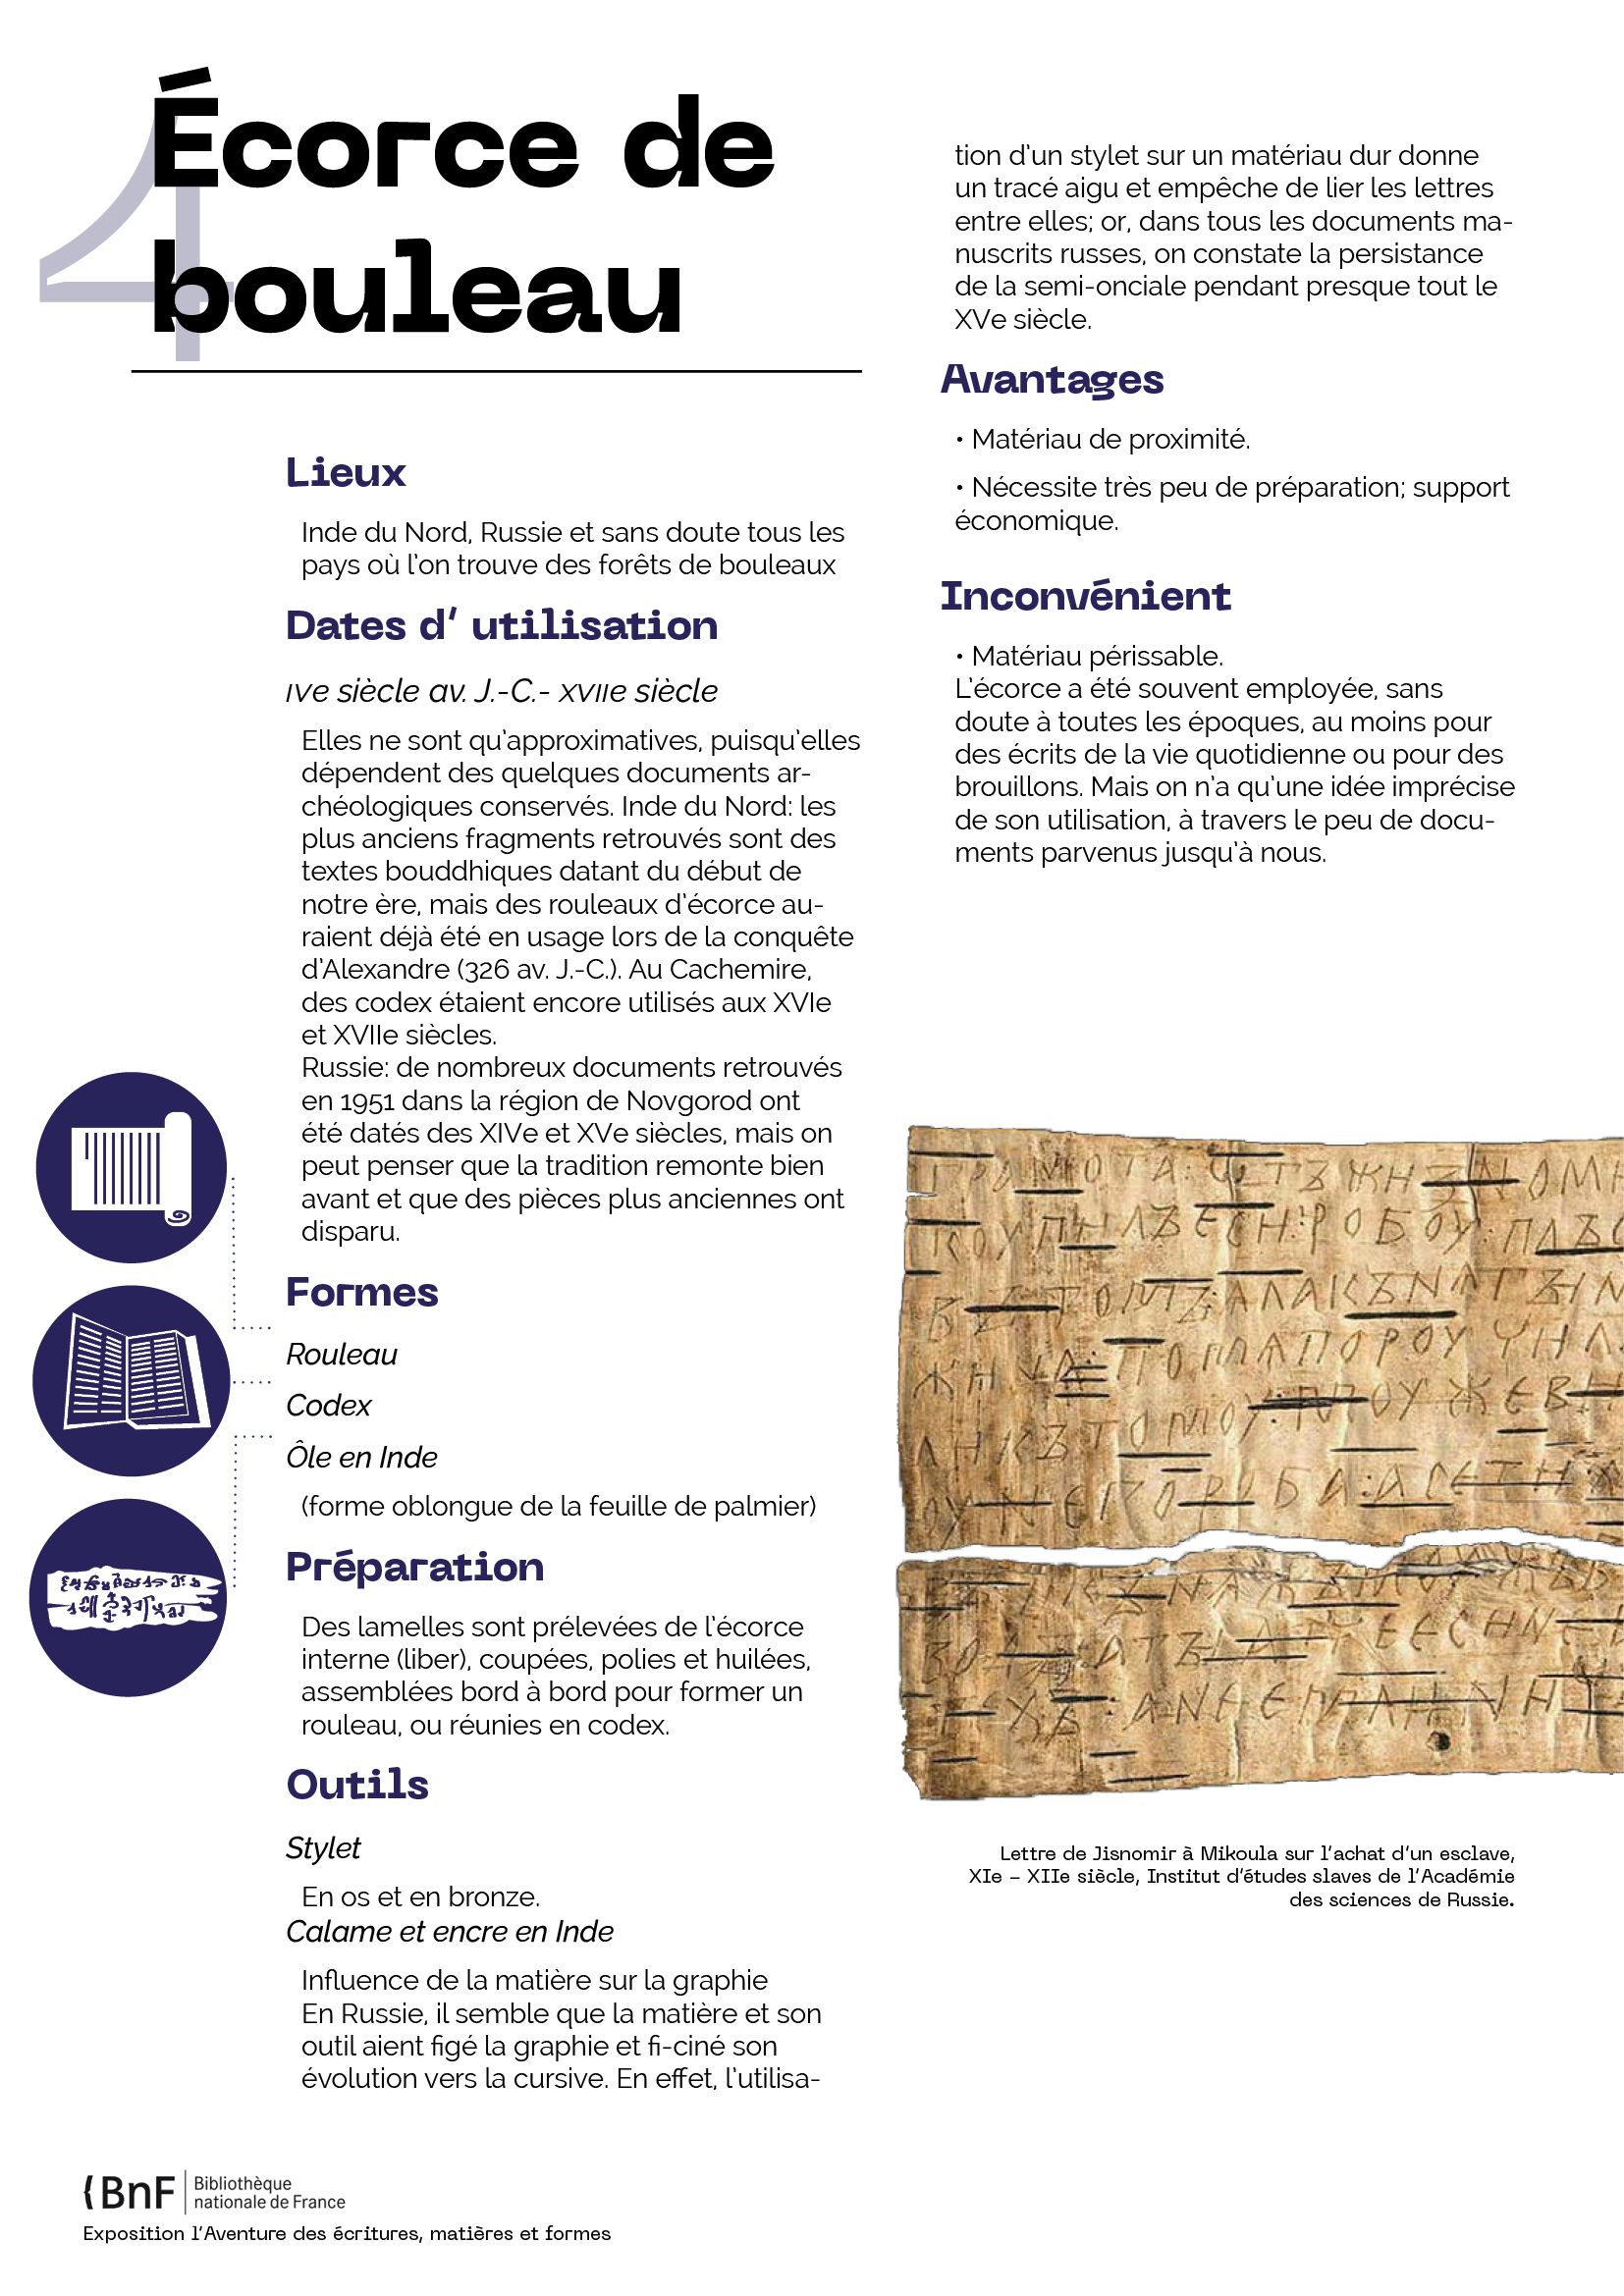 4
Écorce de
bouleau
Lieux
Inde du Nord, Russie et sans doute tous les
pays où l'on trouve des forêts de bouleaux
Dates d' utilisation
IVe siècle av. J.-C.- XVIIe siècle
Elles ne sont qu'approximatives, puisqu'elles
dépendent des quelques documents ar-
chéologiques conservés. Inde du Nord: les
plus anciens fragments retrouvés sont des
textes bouddhiques datant du début de
notre ère, mais des rouleaux d'écorce au-
raient déjà été en usage lors de la conquête
d'Alexandre (326 av. J.-C.). Au Cachemire,
des codex étaient encore utilisés aux XVIe
et XVIIe siècles.
Russie: de nombreux documents retrouvés
en 1951 dans la région de Novgorod ont
été datés des XIVe et XVe siècles, mais on
peut penser que la tradition remonte bien
avant et que des pièces plus anciennes ont
disparu.
Formes
Rouleau
Codex
Ôle en Inde
(forme oblongue de la feuille de palmier)
Préparation
Des lamelles sont prélevées de l'écorce
interne (liber), coupées, polies et huilées,
assemblées bord à bord pour former un
rouleau, ou réunies en codex.
Outils
Stylet
En os et en bronze.
Calame et encre en Inde
Influence de la matière sur la graphie
En Russie, il semble que la matière et son
outil aient figé la graphie et fi-ciné son
évolution vers la cursive. En effet, l'utilisa-
tion d'un stylet sur un matériau dur donne
un tracé aigu et empêche de lier les lettres
entre elles; or, dans tous les documents ma-
nuscrits russes, on constate la persistance
de la semi-onciale pendant presque tout le
XVe siècle.
Avantages
• Matériau de proximité.
• Nécessite très peu de préparation; support
économique.
Inconvénient
• Matériau périssable.
L'écorce a été souvent employée, sans
doute à toutes les époques, au moins pour
des écrits de la vie quotidienne ou pour des
brouillons. Mais on n'a qu'une idée imprécise
de son utilisation, à travers le peu de docu-
ments parvenus jusqu'à nous.
Lettre de Jisnomir à Mikoula sur l'achat d'un esclave,
XIe – XIIe siècle, Institut d'études slaves de l'Académie
des sciences de Russie.
BnF
Bibliothèque
nationale de France
Exposition l'Aventure des écritures, matières et formes